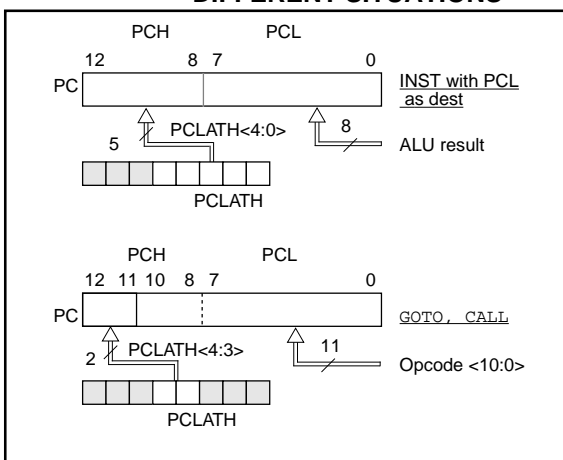 DIFFERENT SITUATIONS
PCH PCL
12 8 7 0
PC
INST with PCL
as dest
5 PCLATH<4:0> 8
ALU result
PCLATH
PCH PCL
12 11 10 8 7 0
PC
GOTO, CALL
2 PCLATH<4:3> 11
Opcode <10:0>
PCLATH